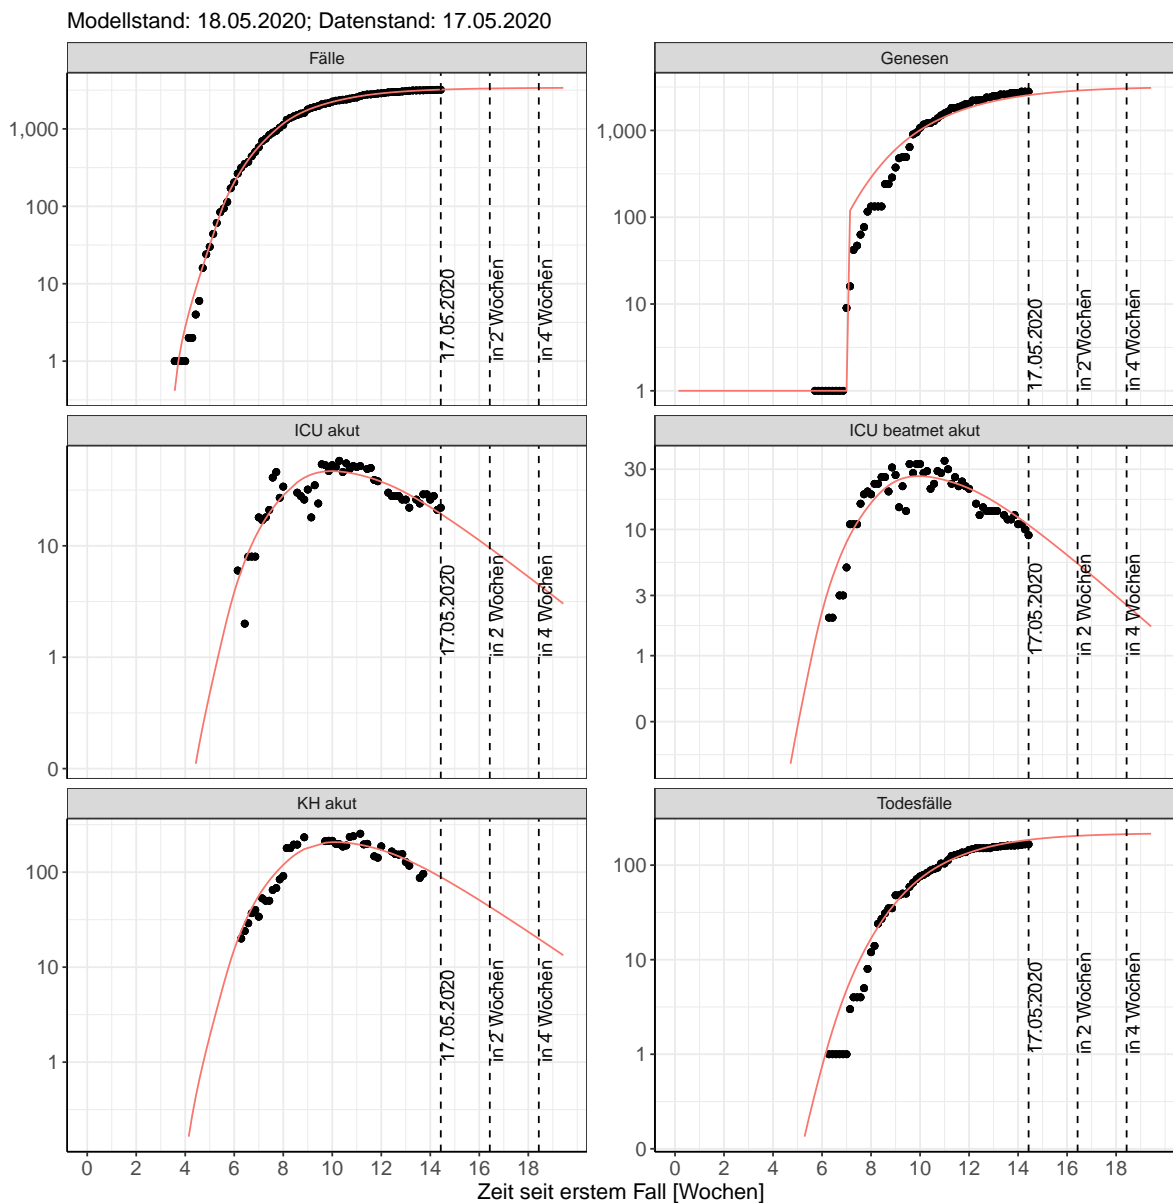 Modellstand: 18.05.2020; Datenstand: 17.05.2020
Fälle
1,000
100
10
1
17.05.2020
in 2 Wochen
in 4 Wochen
Genesen
1,000
100
10
1
17.05.2020
in 2 Wochen
in 4 Wochen
ICU akut
10
1
0
17.05.2020
in 2 Wochen
in 4 Wochen
ICU beatmet akut
30
10
3
1
0
17.05.2020
in 2 Wochen
in 4 Wochen
KH akut
100
10
1
17.05.2020
in 2 Wochen
in 4 Wochen
0 2 4 6 8 10 12 14 16 18
Todesfälle
100
10
1
0
17.05.2020
in 2 Wochen
in 4 Wochen
0 2 4 6 8 10 12 14 16 18
Zeit seit erstem Fall [Wochen]